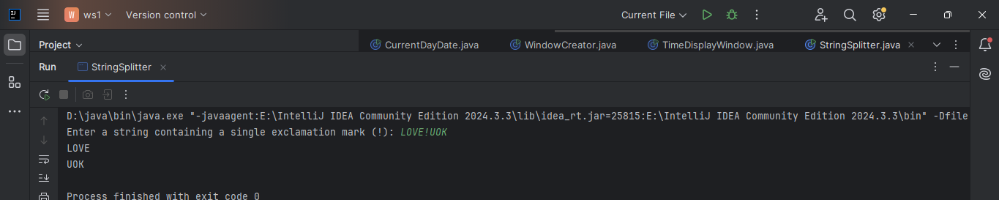 W ws1 Version control Current File
Project CurrentDayDate.java WindowCreator.java TimeDisplayWindow.java StringSplitter.java
Run StringSplitter
D:\java\bin\java.exe "-javaagent:E:\IntelliJ IDEA Community Edition 2024.3.3\lib\idea_rt.jar=25815:E:\IntelliJ IDEA Community Edition 2024.3.3\bin" -Dfile
Enter a string containing a single exclamation mark (!): LOVE!UOK
LOVE
UOK
Process finished with exit code 0